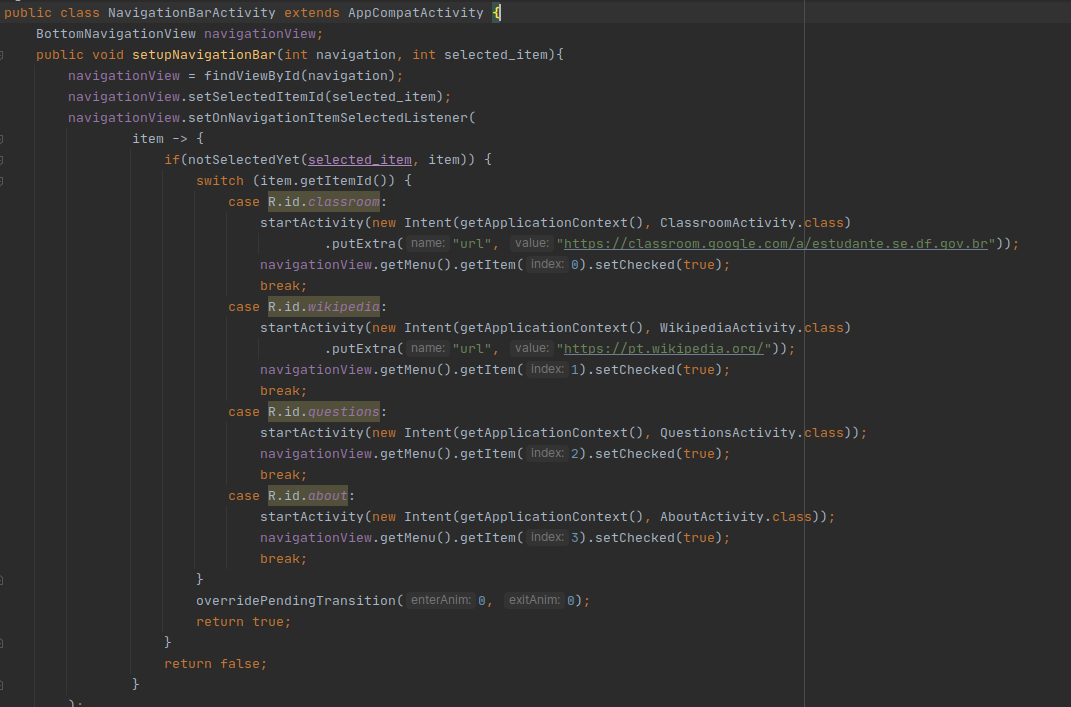 public class NavigationBarActivity extends AppCompatActivity {
BottomNavigationView navigationView;
public void setupNavigationBar(int navigation, int selected_item){
navigationView = findViewById(navigation);
navigationView.setSelectedItemId(selected_item);
navigationView.setOnNavigationItemSelectedListener(
item -> {
if(notSelectedYet(selected_item, item)) {
switch (item.getItemId()) {
case R.id.classroom:
startActivity(new Intent(getApplicationContext(), ClassroomActivity.class)
.putExtra( name: "url", value: "https://classroom.google.com/a/estudante.se.df.gov.br"));
navigationView.getMenu().getItem( index: 0).setChecked(true);
break;
case R.id.wikipedia:
startActivity(new Intent(getApplicationContext(), WikipediaActivity.class)
.putExtra( name: "url", value: "https://pt.wikipedia.org/"));
navigationView.getMenu().getItem( index: 1).setChecked(true);
break;
case R.id.questions:
startActivity(new Intent(getApplicationContext(), QuestionsActivity.class));
navigationView.getMenu().getItem( index: 2).setChecked(true);
break;
case R.id.about:
startActivity(new Intent(getApplicationContext(), AboutActivity.class));
navigationView.getMenu().getItem( index: 3).setChecked(true);
break;
}
overridePendingTransition( enterAnim: 0, exitAnim: 0);
return true;
}
return false;
}
);